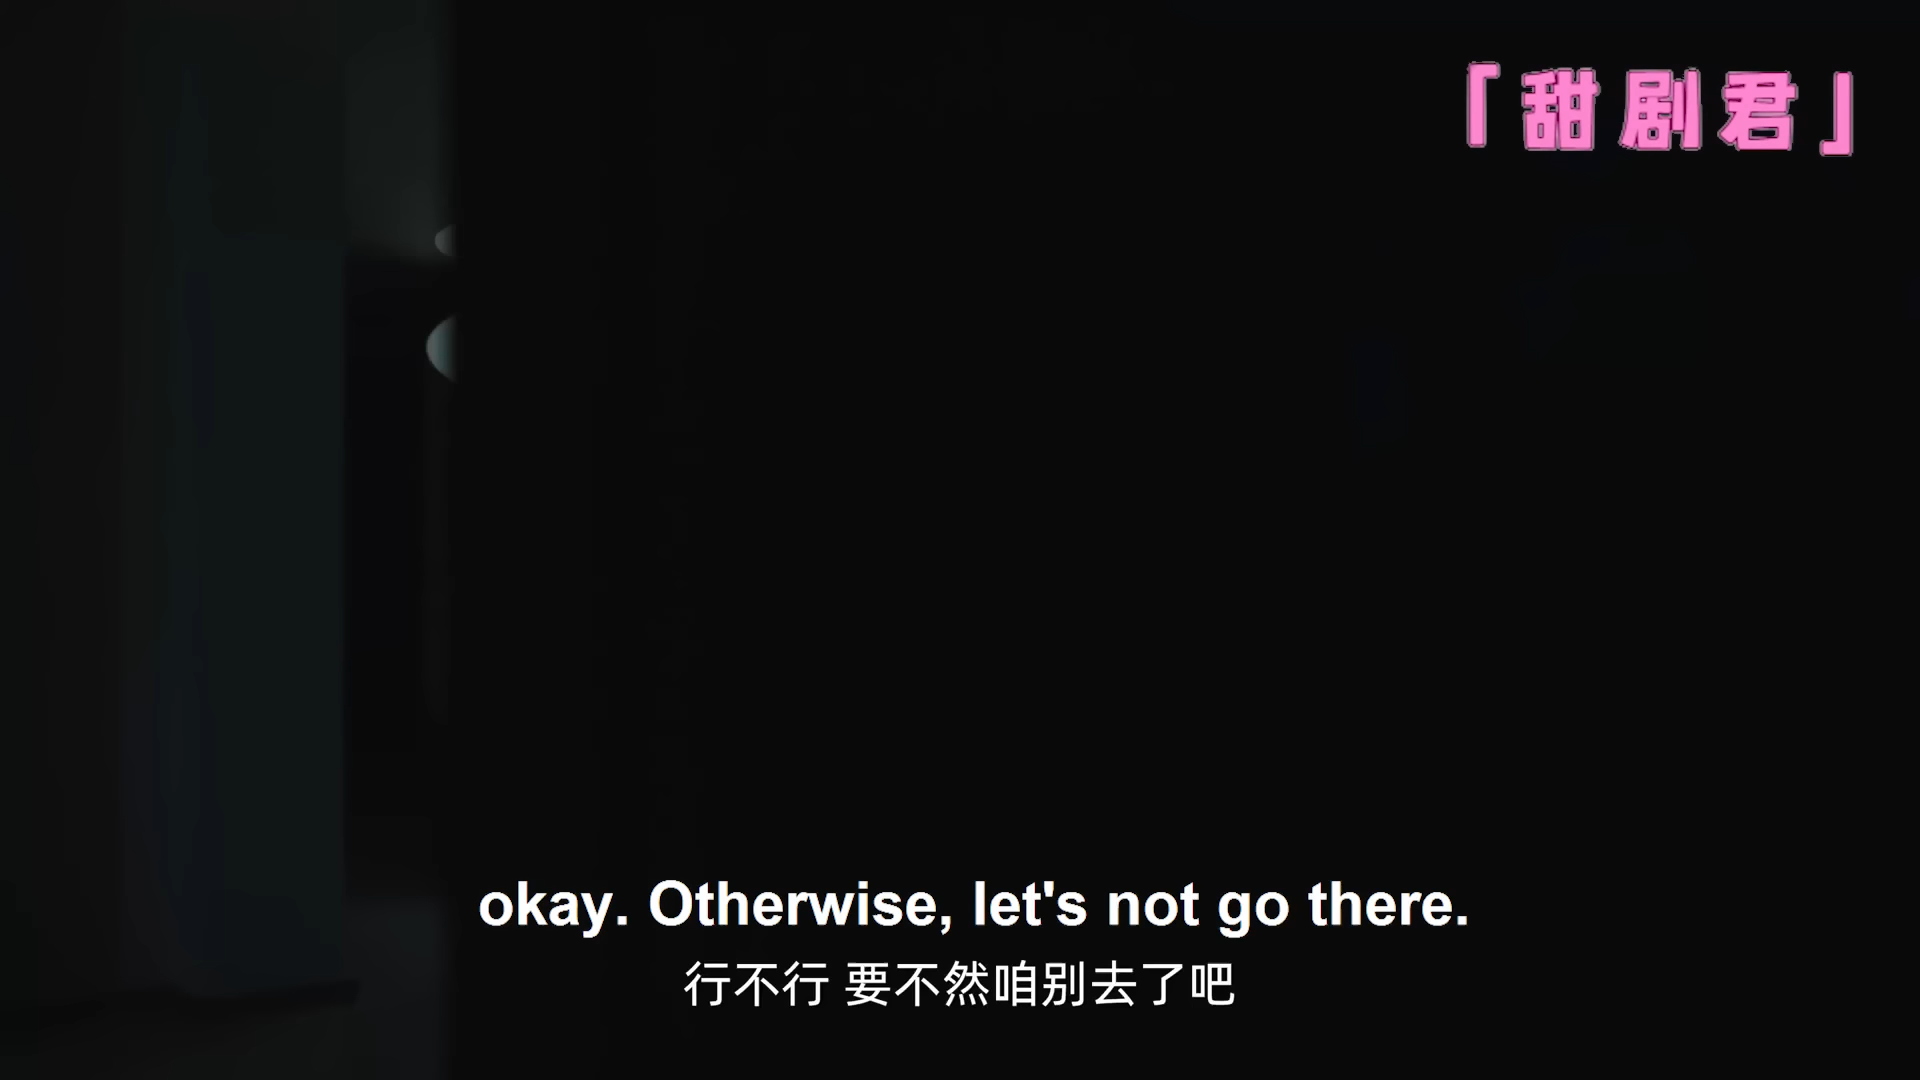 「甜剧君」
okay. Otherwise, let's not go there.
行不行 要不然咱别去了吧